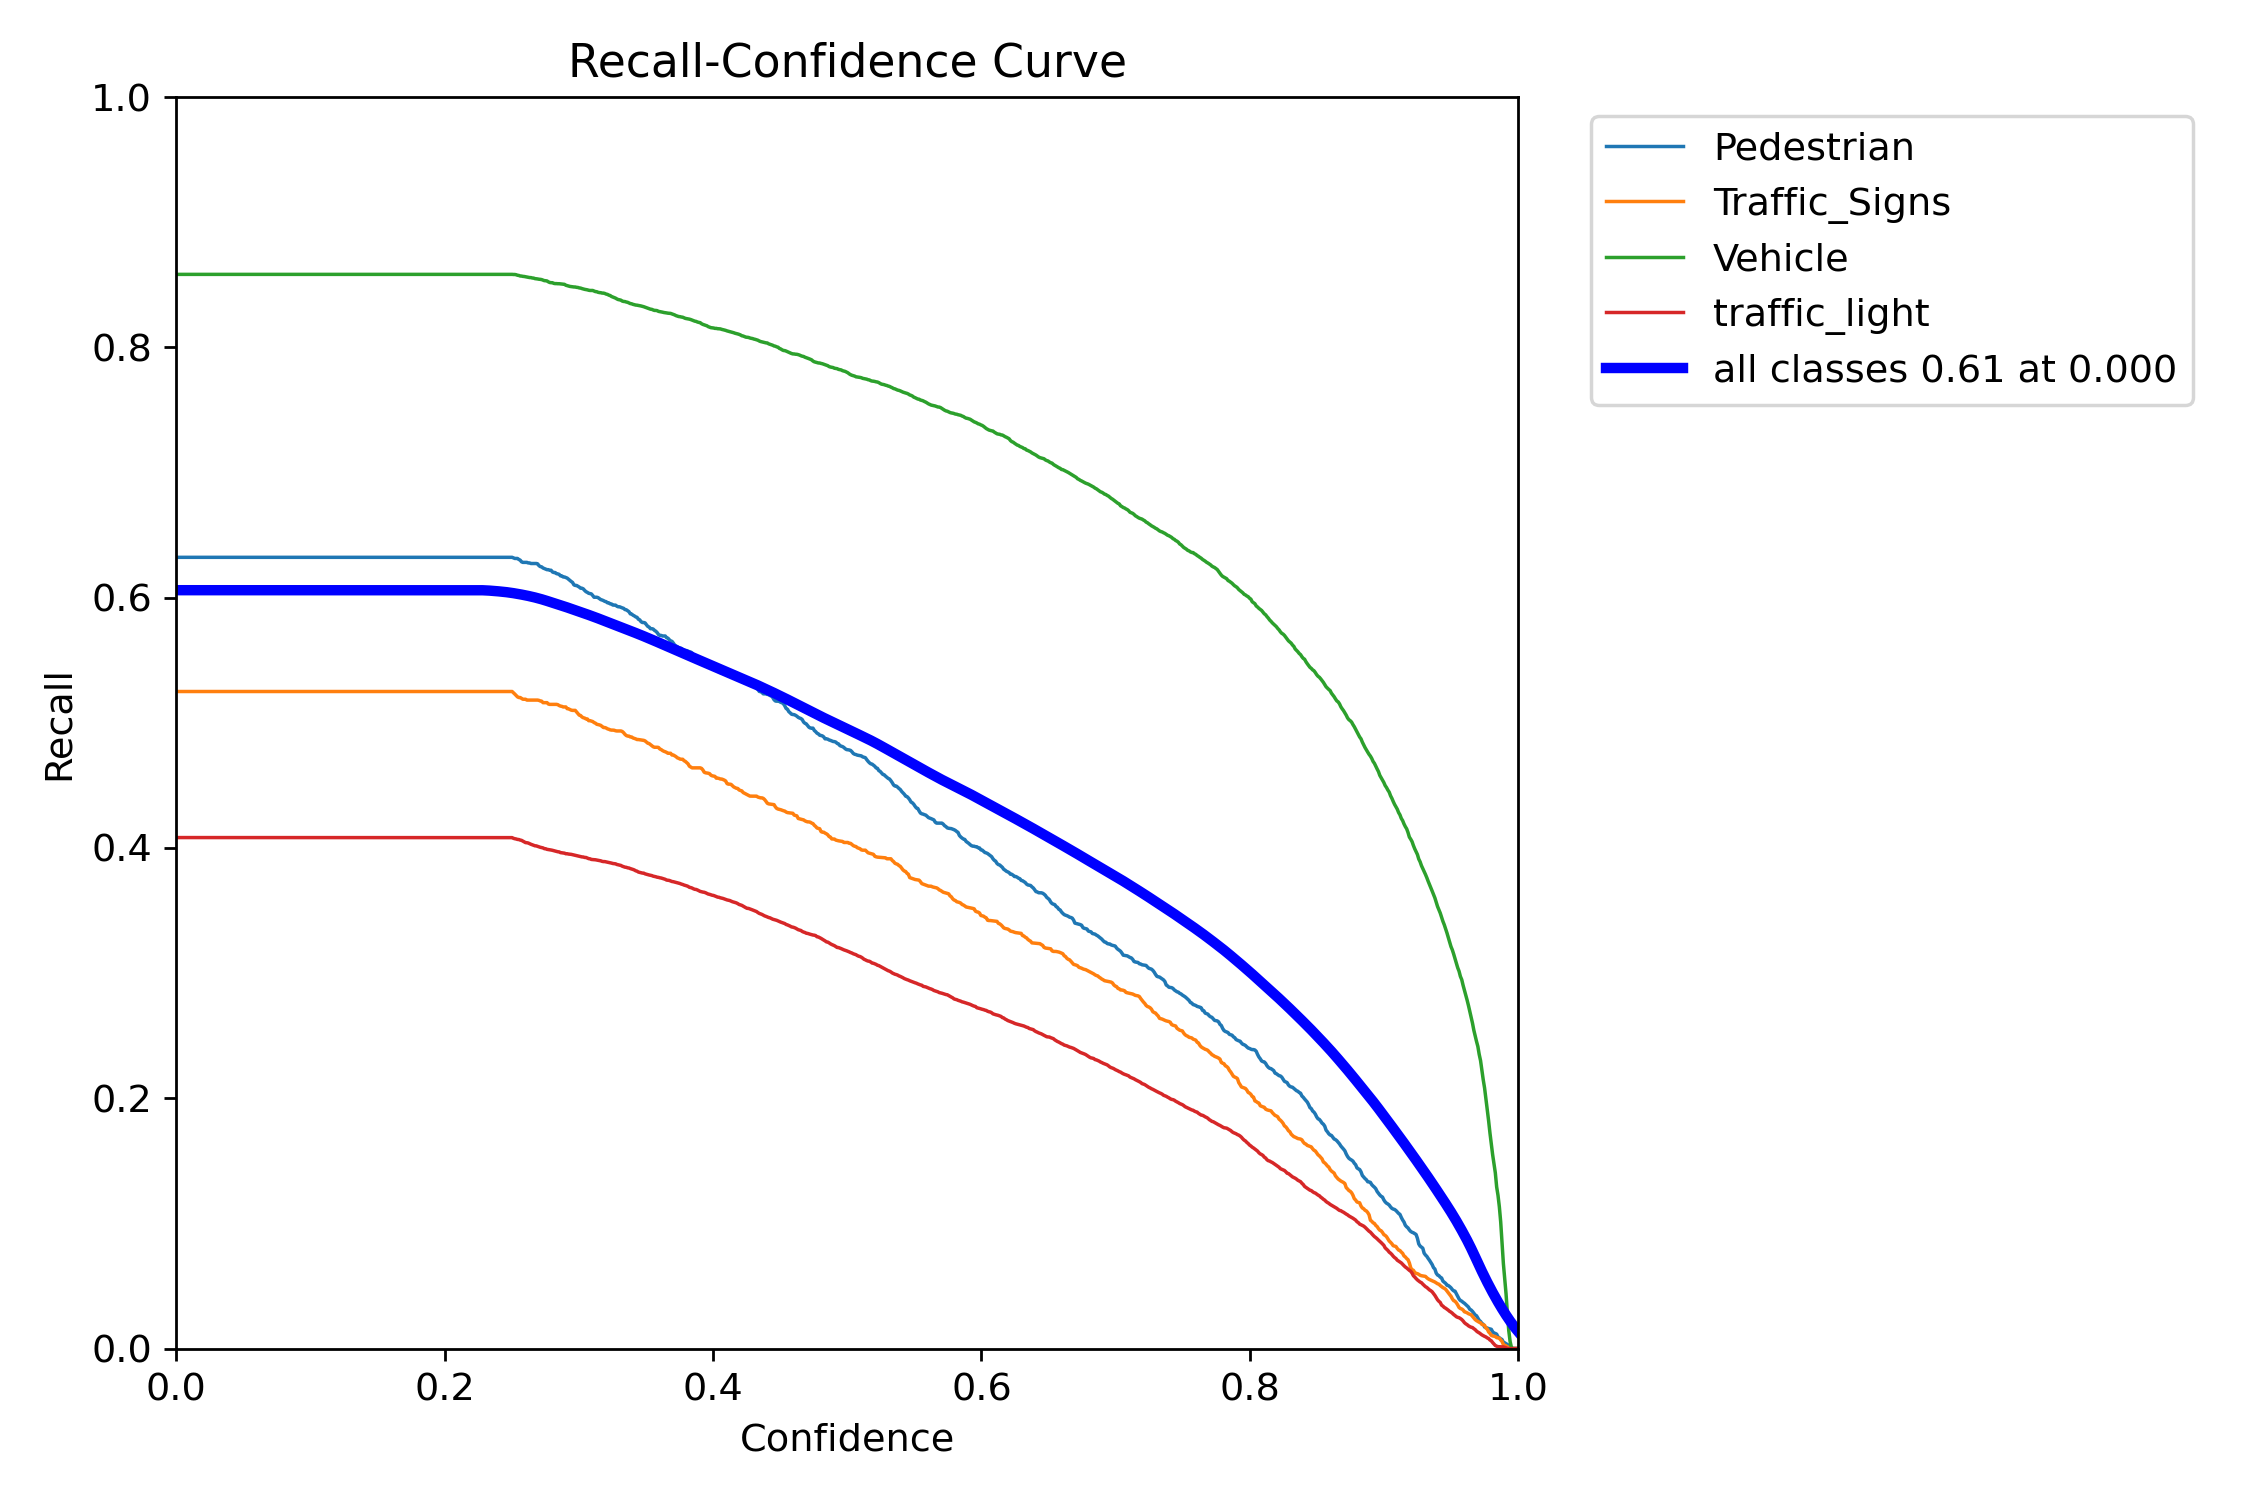 Recall-Confidence Curve
1.0
0.8
0.6
0.4
0.2
0.0
Recall
0.0 0.2 0.4 0.6 0.8 1.0
Confidence
Pedestrian
Traffic_Signs
Vehicle
traffic_light
all classes 0.61 at 0.000